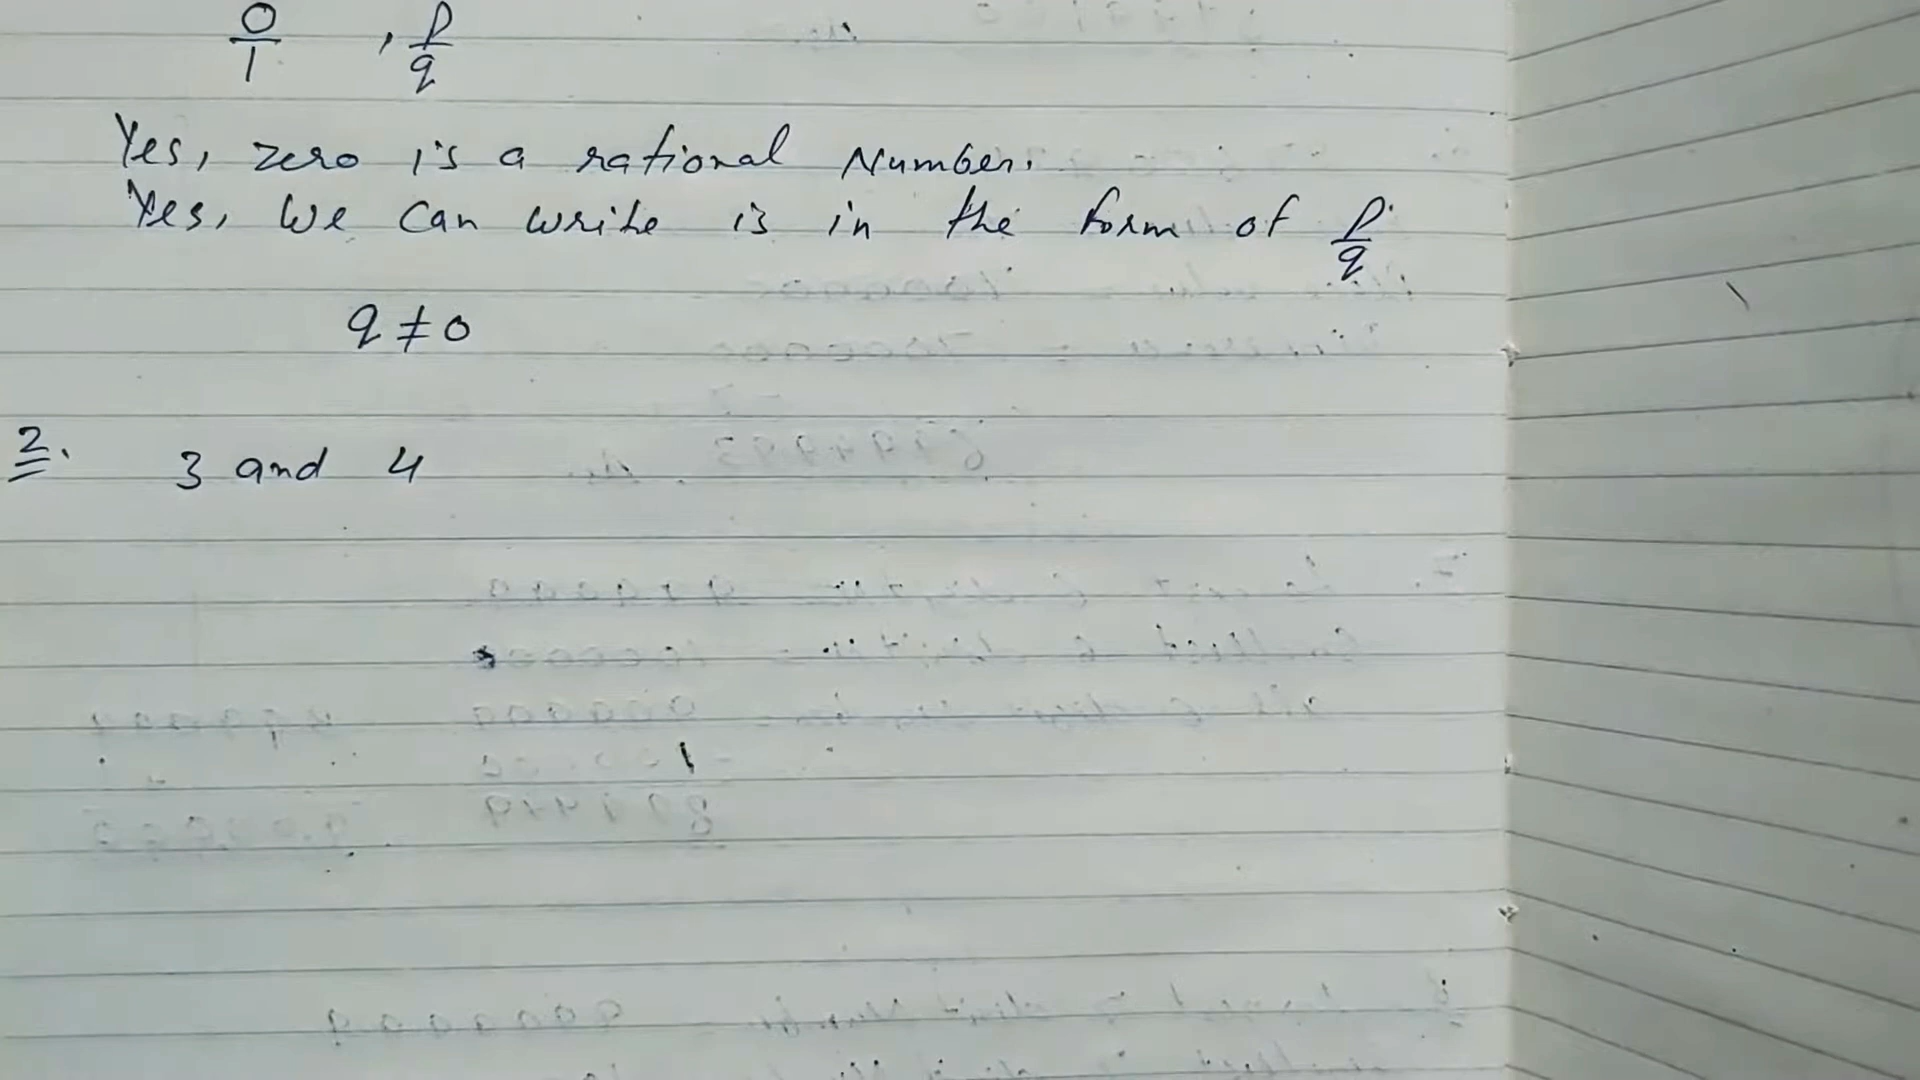 0/1 , p/q
Yes, zero is a rational Number.
Yes, We can write is in the form of p/q
q ≠ 0
2. 3 and 4